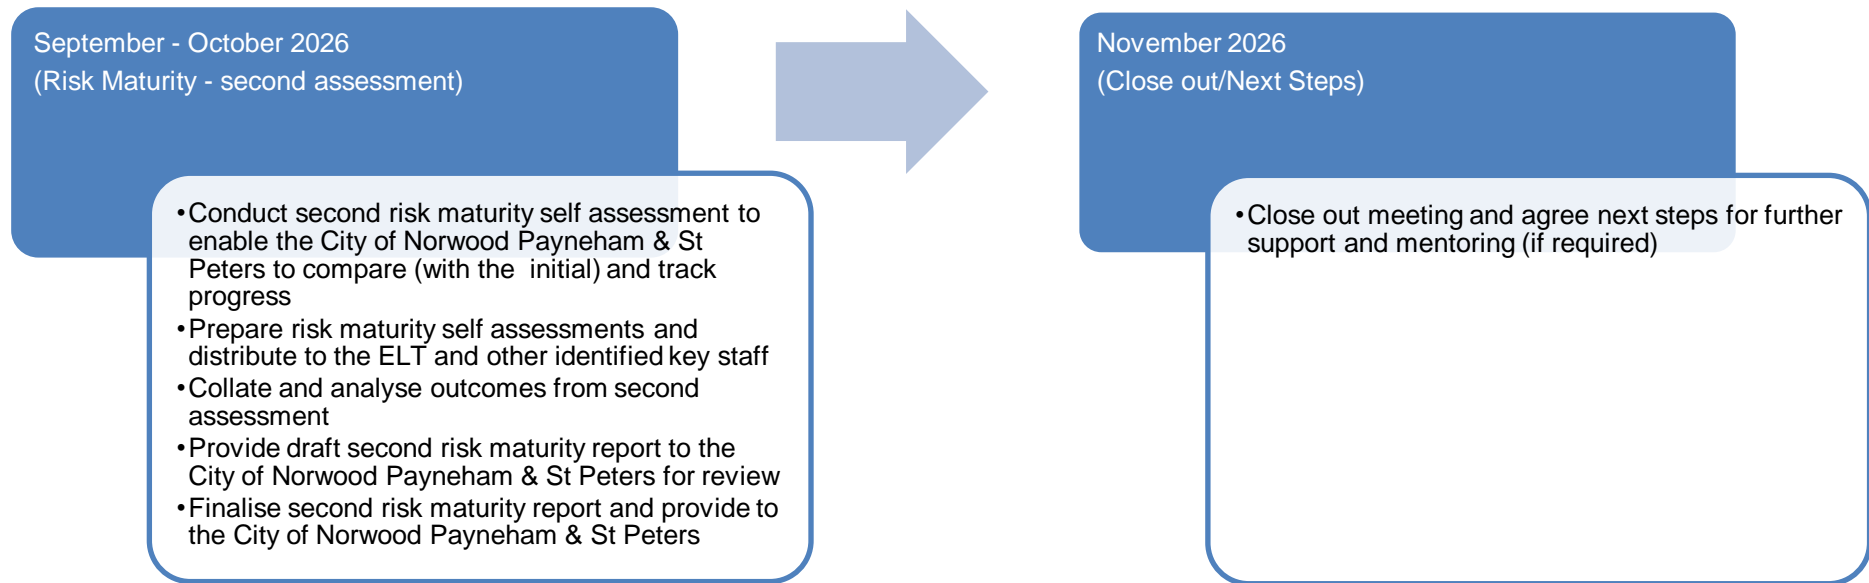 September - October 2026
(Risk Maturity - second assessment)
•Conduct second risk maturity self assessment to
enable the City of Norwood Payneham & St
Peters to compare (with the  initial) and track
progress
•Prepare risk maturity self assessments and
distribute to the ELT and other identified key staff
•Collate and analyse outcomes from second
assessment
•Provide draft second risk maturity report to the
City of Norwood Payneham & St Peters for review
•Finalise second risk maturity report and provide to
the City of Norwood Payneham & St Peters
November 2026
(Close out/Next Steps)
•Close out meeting and agree next steps for further
support and mentoring (if required)